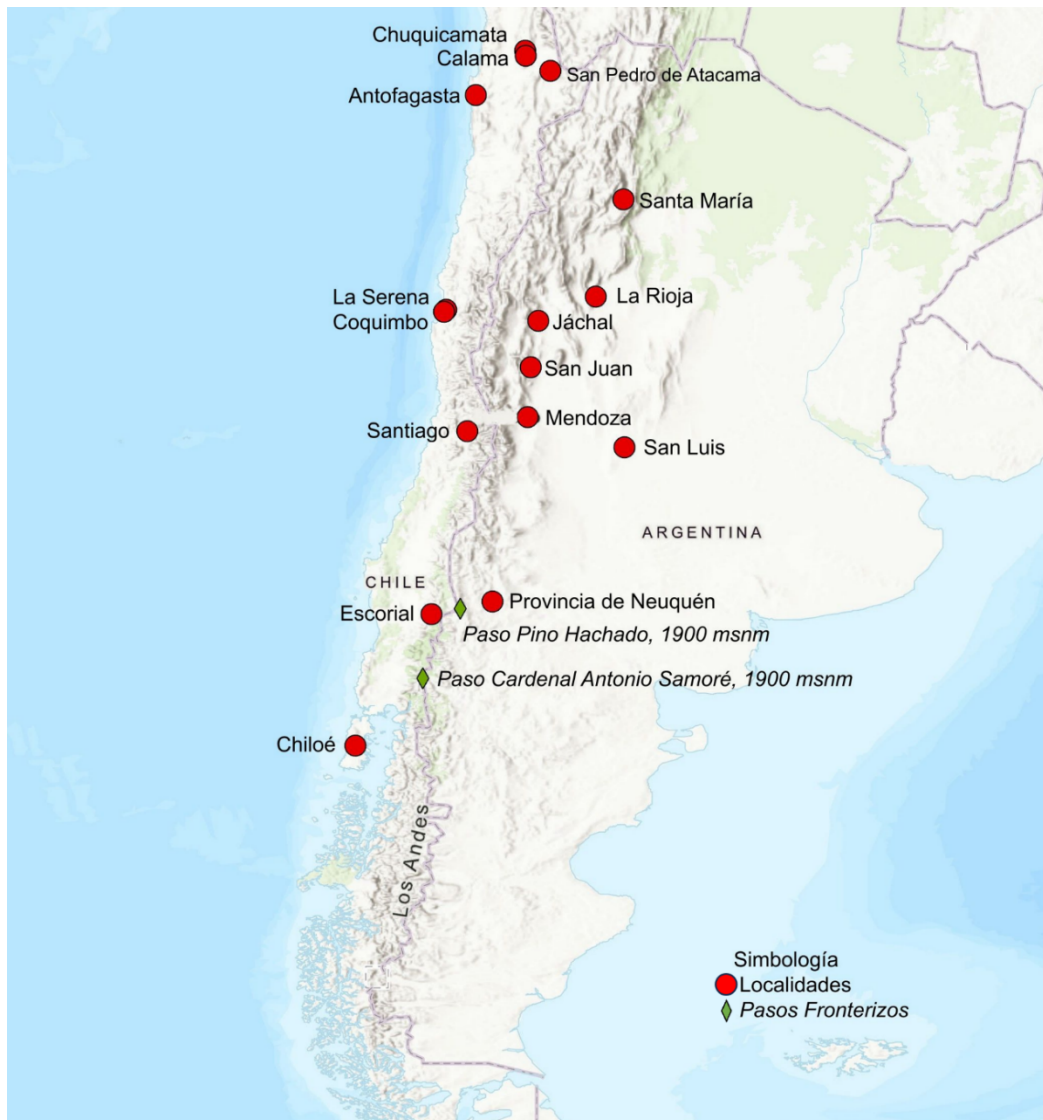 Chuquicamata
Calama
San Pedro de Atacama
Antofagasta
Santa María
La Rioja
La Serena
Coquimbo
Jáchal
San Juan
Mendoza
Santiago
San Luis
ARGENTINA
CHILE
Provincia de Neuquén
Escorial
Paso Pino Hachado, 1900 msnm
Paso Cardenal Antonio Samoré, 1900 msnm
Chiloé
Los Andes
Simbología
Localidades
Pasos Fronterizos